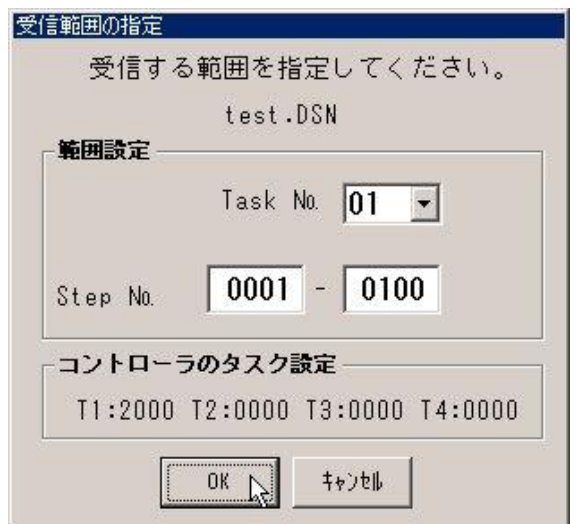 受信範囲の指定
受信する範囲を指定してください。
test.DSN
範囲設定
Task №. 01
Step №. 0001 - 0100
コントローラのタスク設定
T1:2000 T2:0000 T3:0000 T4:0000
OK ｷｬﾝｾﾙ